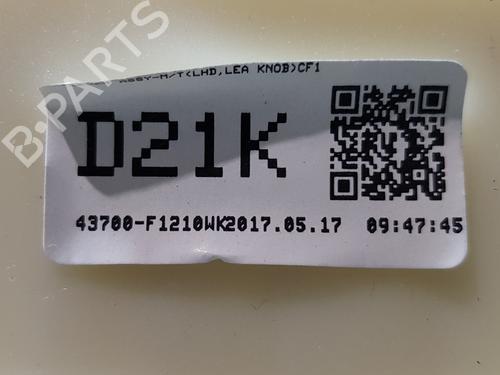 B-PARTS
ASSY-M/T(LHD,LEA KNOB)CF1
D21K
43700-F1210WK2017.05.17 09:47:45